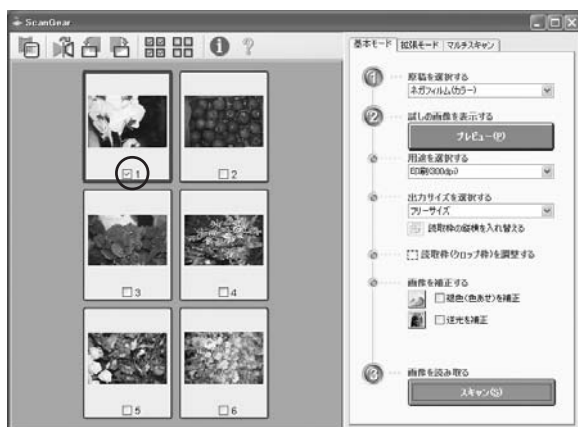 ScanGear
基本モード 拡張モード マルチスキャン
1 原稿を選択する
ネガフィルム(カラー)
2 試しの画像を表示する
プレビュー(P)
用途を選択する
印刷(300dpi)
出力サイズを選択する
フリーサイズ
読取枠の縦横を入れ替える
読取枠(クロップ枠)を調整する
画像を補正する
褪色(色あせ)を補正
逆光を補正
3 画像を読み取る
スキャン(S)
1
2
3
4
5
6